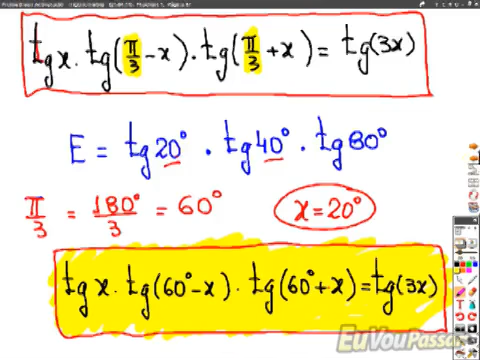 tg x · tg(π/3 − x) · tg(π/3 + x) = tg(3x)
E = tg 20° · tg 40° · tg 80°
π/3 = 180°/3 = 60°
x = 20°
tg x · tg(60° − x) · tg(60° + x) = tg(3x)
EuVouPassar